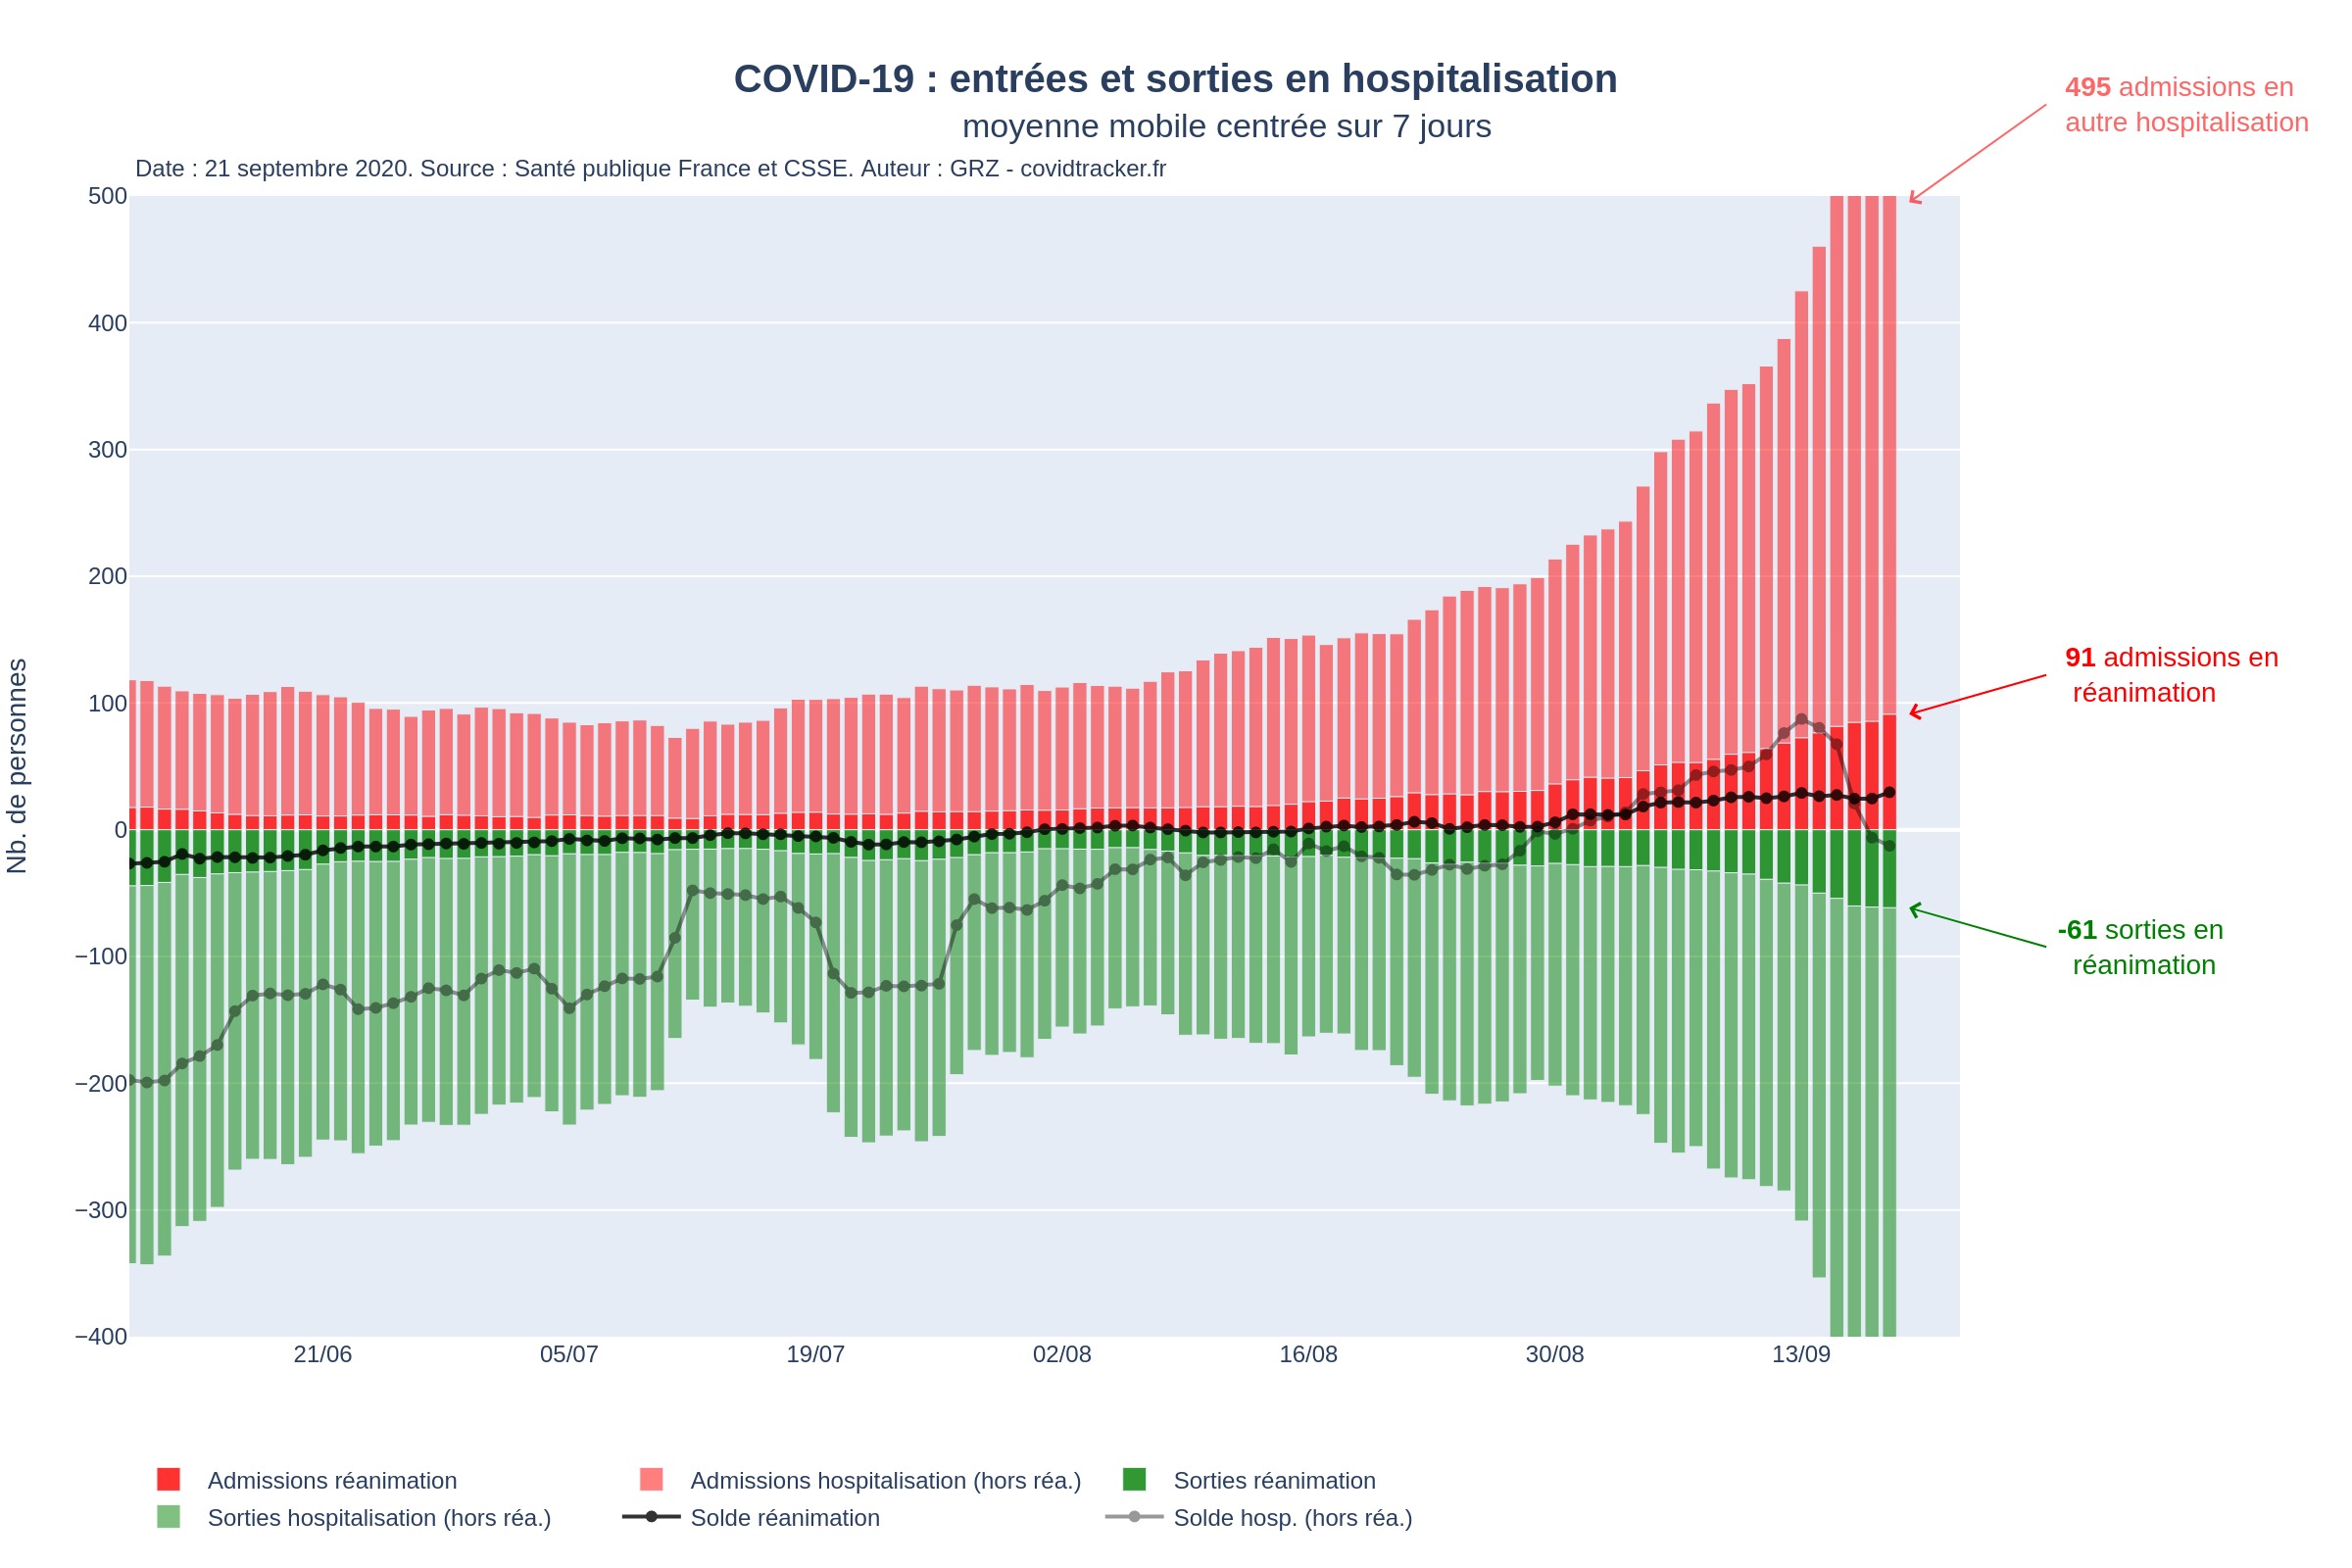 COVID-19 : entrées et sorties en hospitalisation
moyenne mobile centrée sur 7 jours
Date : 21 septembre 2020. Source : Santé publique France et CSSE. Auteur : GRZ - covidtracker.fr
495 admissions en
autre hospitalisation
91 admissions en
réanimation
-61 sorties en
réanimation
Nb. de personnes
500
400
300
200
100
0
−100
−200
−300
−400
21/06
05/07
19/07
02/08
16/08
30/08
13/09
Admissions réanimation
Admissions hospitalisation (hors réa.)
Sorties réanimation
Sorties hospitalisation (hors réa.)
Solde réanimation
Solde hosp. (hors réa.)